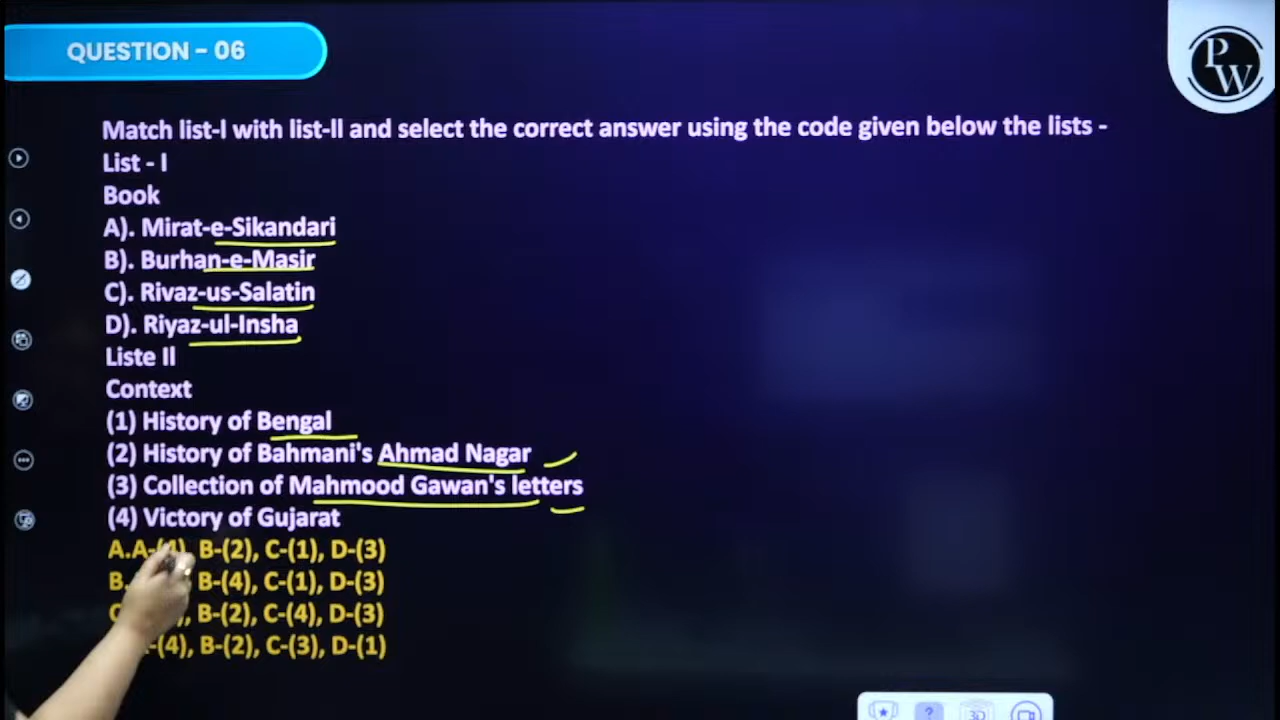 QUESTION - 06
PW
Match list-I with list-II and select the correct answer using the code given below the lists -
List - I
Book
A). Mirat-e-Sikandari
B). Burhan-e-Masir
C). Rivaz-us-Salatin
D). Riyaz-ul-Insha
Liste II
Context
(1) History of Bengal
(2) History of Bahmani's Ahmad Nagar
(3) Collection of Mahmood Gawan's letters
(4) Victory of Gujarat
A.A-(4), B-(2), C-(1), D-(3)
B. B-(4), C-(1), D-(3)
B-(2), C-(4), D-(3)
-(4), B-(2), C-(3), D-(1)
?
3D